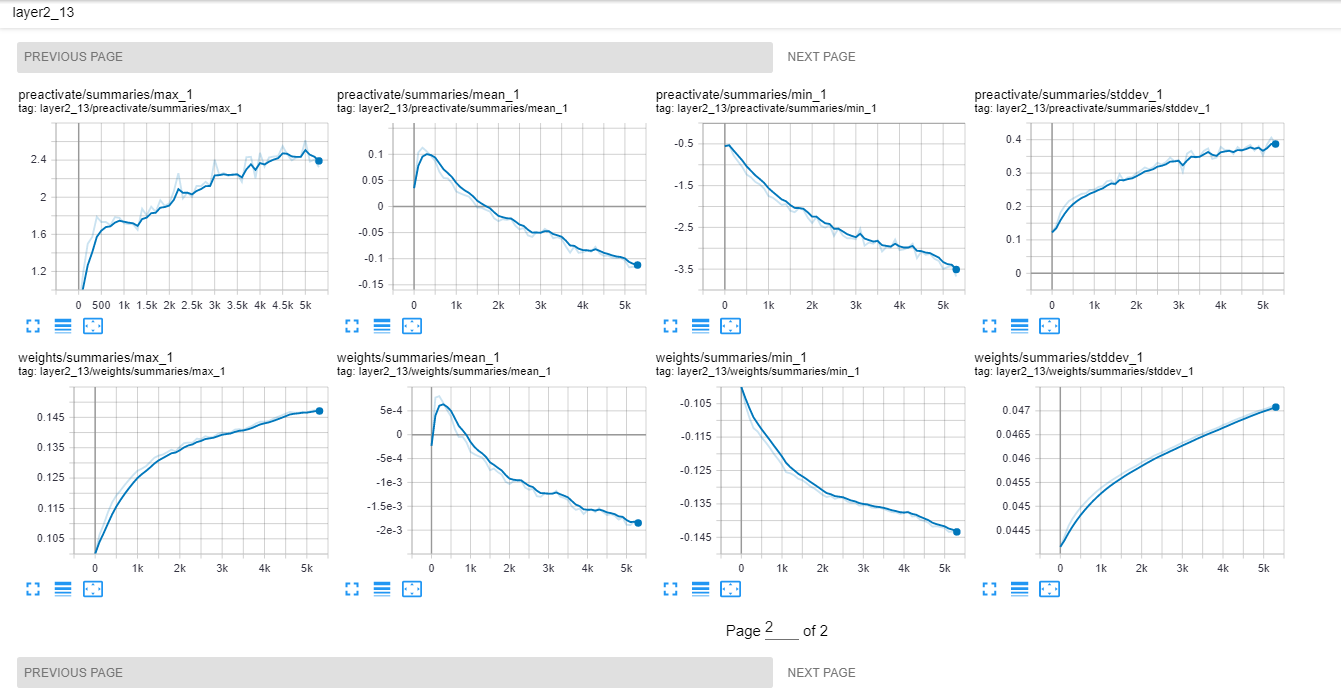 layer2_13
PREVIOUS PAGE NEXT PAGE
preactivate/summaries/max_1
tag: layer2_13/preactivate/summaries/max_1
2.4
2
1.6
1.2
0 500 1k 1.5k 2k 2.5k 3k 3.5k 4k 4.5k 5k
preactivate/summaries/mean_1
tag: layer2_13/preactivate/summaries/mean_1
0.1
0.05
0
-0.05
-0.1
-0.15
0 1k 2k 3k 4k 5k
preactivate/summaries/min_1
tag: layer2_13/preactivate/summaries/min_1
-0.5
-1.5
-2.5
-3.5
0 1k 2k 3k 4k 5k
preactivate/summaries/stddev_1
tag: layer2_13/preactivate/summaries/stddev_1
0.4
0.3
0.2
0.1
0
0 1k 2k 3k 4k 5k
weights/summaries/max_1
tag: layer2_13/weights/summaries/max_1
0.145
0.135
0.125
0.115
0.105
0 1k 2k 3k 4k 5k
weights/summaries/mean_1
tag: layer2_13/weights/summaries/mean_1
5e-4
0
-5e-4
-1e-3
-1.5e-3
-2e-3
0 1k 2k 3k 4k 5k
weights/summaries/min_1
tag: layer2_13/weights/summaries/min_1
-0.105
-0.115
-0.125
-0.135
-0.145
0 1k 2k 3k 4k 5k
weights/summaries/stddev_1
tag: layer2_13/weights/summaries/stddev_1
0.047
0.0465
0.046
0.0455
0.045
0.0445
0 1k 2k 3k 4k 5k
Page 2 of 2
PREVIOUS PAGE NEXT PAGE